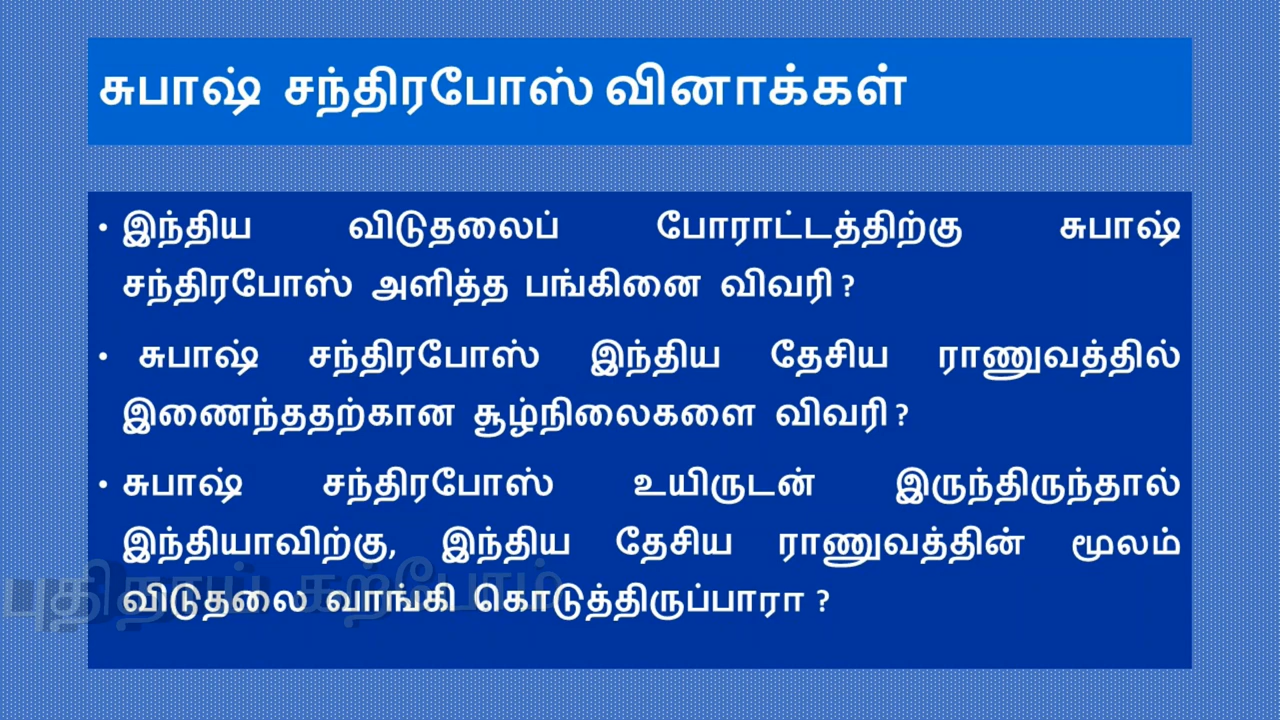 சுபாஷ் சந்திரபோஸ் வினாக்கள்
• இந்திய விடுதலைப் போராட்டத்திற்கு சுபாஷ்
சந்திரபோஸ் அளித்த பங்கினை விவரி ?
• சுபாஷ் சந்திரபோஸ் இந்திய தேசிய ராணுவத்தில்
இணைந்ததற்கான சூழ்நிலைகளை விவரி ?
• சுபாஷ் சந்திரபோஸ் உயிருடன் இருந்திருந்தால்
இந்தியாவிற்கு, இந்திய தேசிய ராணுவத்தின் மூலம்
விடுதலை வாங்கி கொடுத்திருப்பாரா ?
புதிதாய் கற்போம்